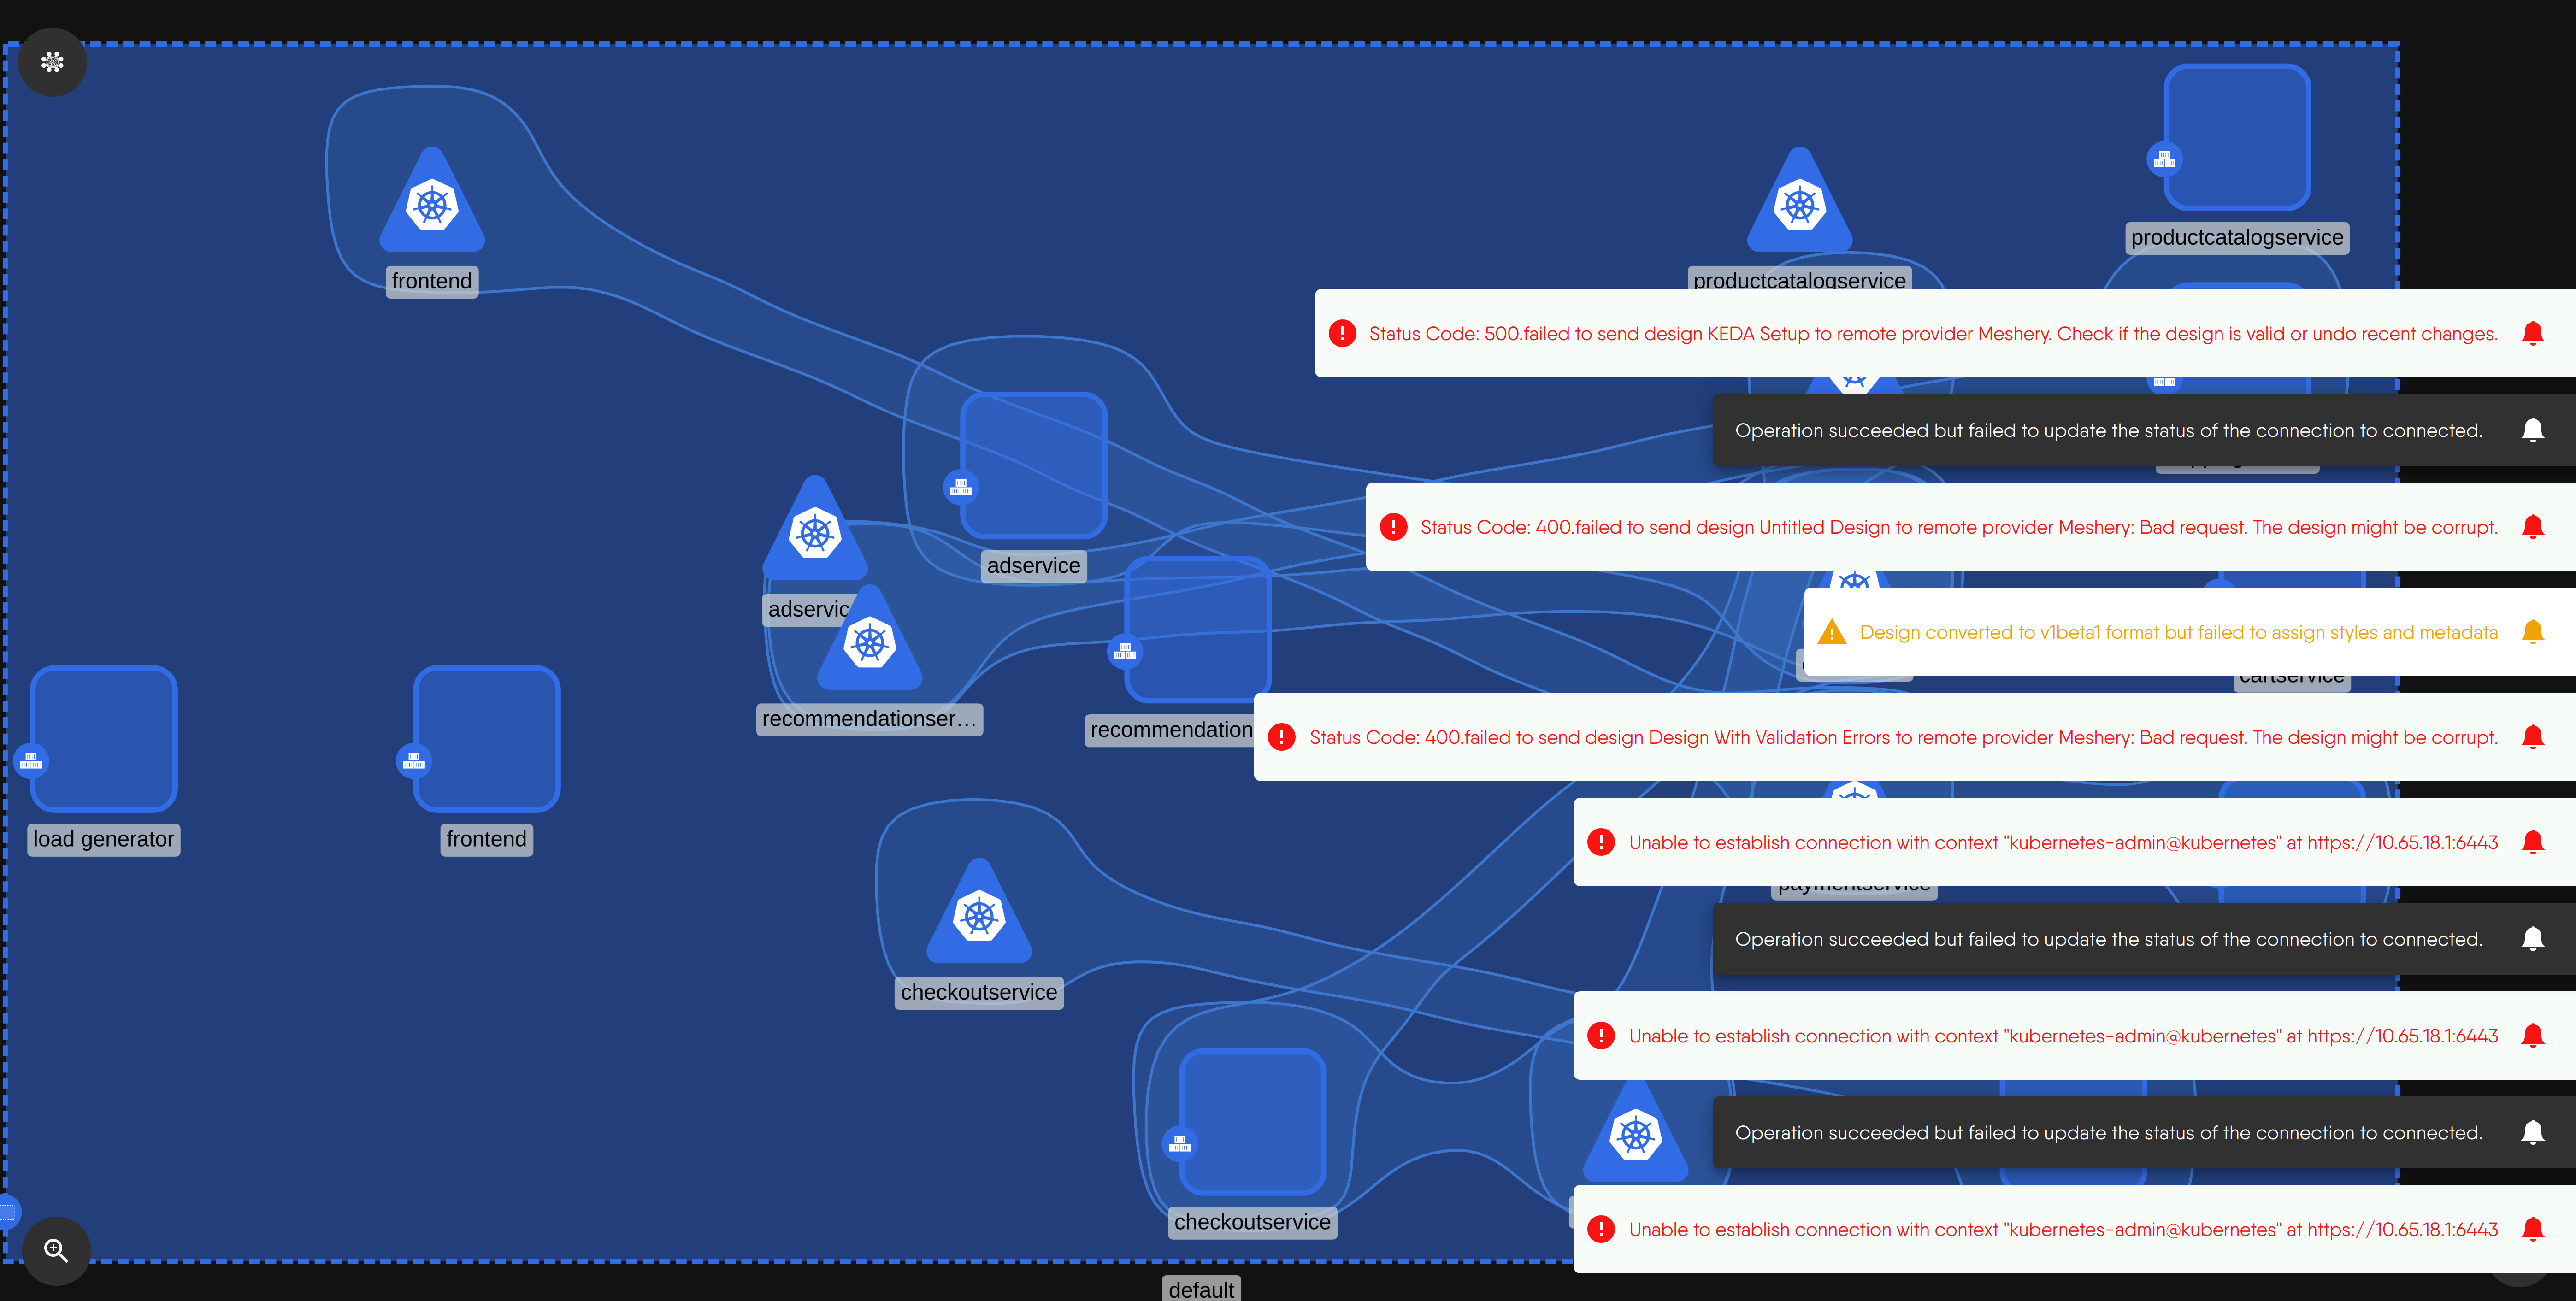 productcatalogservice
frontend
productcatalogservice
Status Code: 500.failed to send design KEDA Setup to remote provider Meshery. Check if the design is valid or undo recent changes.
Operation succeeded but failed to update the status of the connection to connected.
Status Code: 400.failed to send design Untitled Design to remote provider Meshery: Bad request. The design might be corrupt.
adservice
adservic
Design converted to v1beta1 format but failed to assign styles and metadata
cartservice
recommendationser…
recommendation
Status Code: 400.failed to send design Design With Validation Errors to remote provider Meshery: Bad request. The design might be corrupt.
load generator
frontend
Unable to establish connection with context "kubernetes-admin@kubernetes" at https://10.65.18.1:6443
paymentservice
Operation succeeded but failed to update the status of the connection to connected.
checkoutservice
Unable to establish connection with context "kubernetes-admin@kubernetes" at https://10.65.18.1:6443
Operation succeeded but failed to update the status of the connection to connected.
checkoutservice
Unable to establish connection with context "kubernetes-admin@kubernetes" at https://10.65.18.1:6443
default